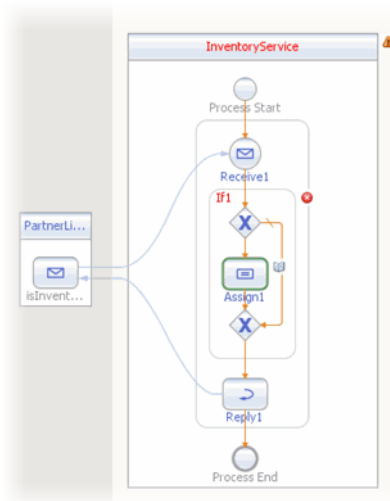 InventoryService
Process Start
Receive1
If1
PartnerLi...
isInvent...
Assign1
Reply1
Process End